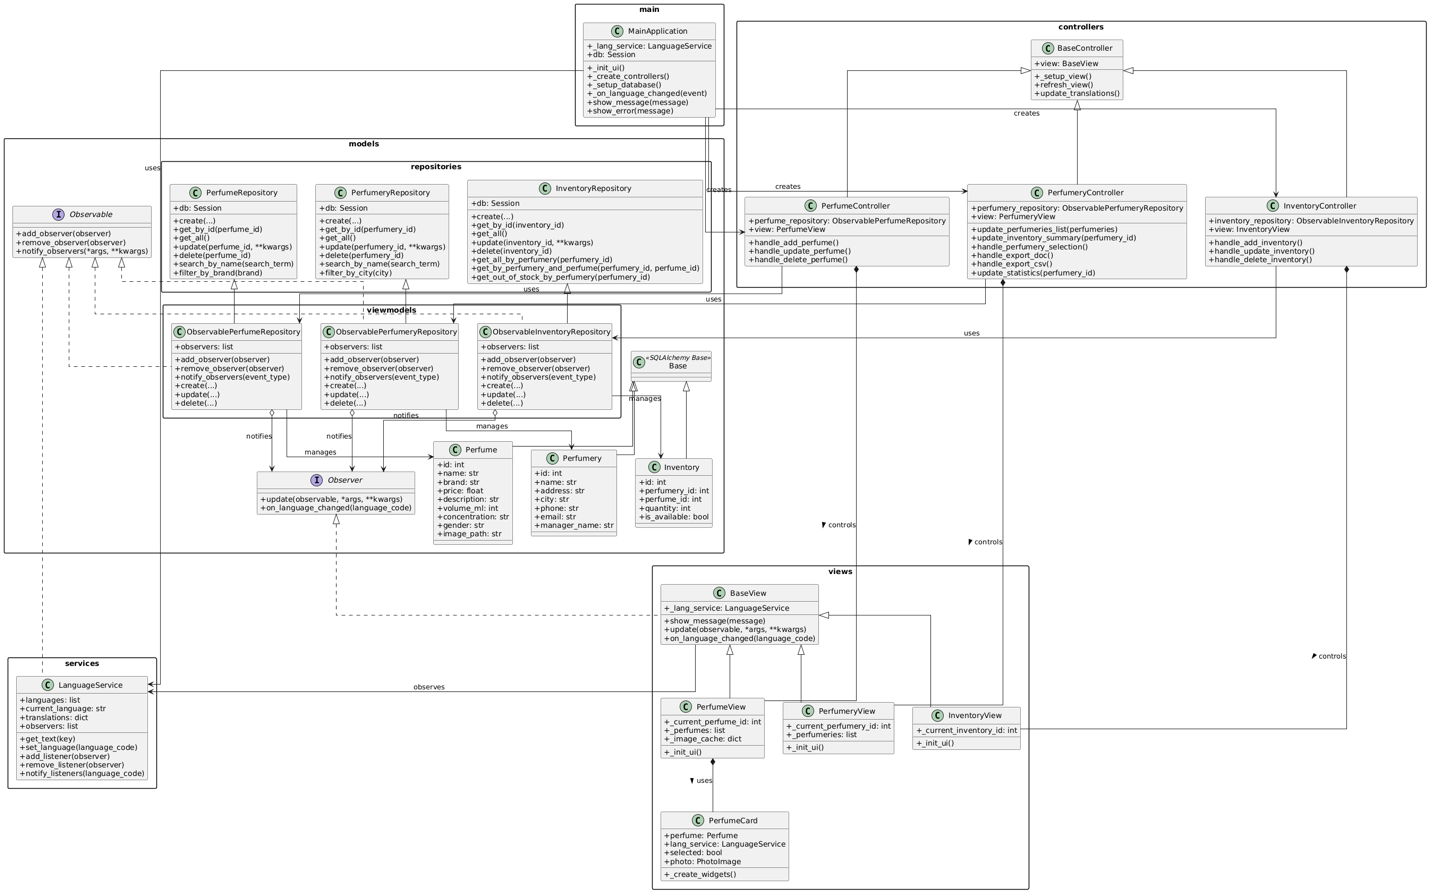 main
C MainApplication
+_lang_service: LanguageService
+db: Session
+_init_ui()
+_create_controllers()
+_setup_database()
+_on_language_changed(event)
+show_message(message)
+show_error(message)
controllers
C BaseController
+view: BaseView
+_setup_view()
+refresh_view()
+update_translations()
creates
creates
creates
uses
C PerfumeController
+perfume_repository: ObservablePerfumeRepository
+view: PerfumeView
+handle_add_perfume()
+handle_update_perfume()
+handle_delete_perfume()
C PerfumeryController
+perfumery_repository: ObservablePerfumeryRepository
+view: PerfumeryView
+update_perfumeries_list(perfumeries)
+update_inventory_summary(perfumery_id)
+handle_perfumery_selection()
+handle_export_doc()
+handle_export_csv()
+update_statistics(perfumery_id)
C InventoryController
+inventory_repository: ObservableInventoryRepository
+view: InventoryView
+handle_add_inventory()
+handle_update_inventory()
+handle_delete_inventory()
models
I Observable
+add_observer(observer)
+remove_observer(observer)
+notify_observers(*args, **kwargs)
repositories
C PerfumeRepository
+db: Session
+create(...)
+get_by_id(perfume_id)
+get_all()
+update(perfume_id, **kwargs)
+delete(perfume_id)
+search_by_name(search_term)
+filter_by_brand(brand)
C PerfumeryRepository
+db: Session
+create(...)
+get_by_id(perfumery_id)
+get_all()
+update(perfumery_id, **kwargs)
+delete(perfumery_id)
+search_by_name(search_term)
+filter_by_city(city)
C InventoryRepository
+db: Session
+create(...)
+get_by_id(inventory_id)
+get_all()
+update(inventory_id, **kwargs)
+delete(inventory_id)
+get_all_by_perfumery(perfumery_id)
+get_by_perfumery_and_perfume(perfumery_id, perfume_id)
+get_out_of_stock_by_perfumery(perfumery_id)
uses
uses
uses
viewmodels
C ObservablePerfumeRepository
+observers: list
+add_observer(observer)
+remove_observer(observer)
+notify_observers(event_type)
+create(...)
+update(...)
+delete(...)
C ObservablePerfumeryRepository
+observers: list
+add_observer(observer)
+remove_observer(observer)
+notify_observers(event_type)
+create(...)
+update(...)
+delete(...)
C ObservableInventoryRepository
+observers: list
+add_observer(observer)
+remove_observer(observer)
+notify_observers(event_type)
+create(...)
+update(...)
+delete(...)
C «SQLAlchemy Base»
Base
manages
notifies
manages
notifies
notifies
manages
I Observer
+update(observable, *args, **kwargs)
+on_language_changed(language_code)
C Perfume
+id: int
+name: str
+brand: str
+price: float
+description: str
+volume_ml: int
+concentration: str
+gender: str
+image_path: str
C Perfumery
+id: int
+name: str
+address: str
+city: str
+phone: str
+email: str
+manager_name: str
C Inventory
+id: int
+perfumery_id: int
+perfume_id: int
+quantity: int
+is_available: bool
controls
controls
controls
views
C BaseView
+_lang_service: LanguageService
+show_message(message)
+update(observable, *args, **kwargs)
+on_language_changed(language_code)
services
C LanguageService
+languages: list
+current_language: str
+translations: dict
+observers: list
+get_text(key)
+set_language(language_code)
+add_listener(observer)
+remove_listener(observer)
+notify_listeners(language_code)
observes
C PerfumeView
+_current_perfume_id: int
+_perfumes: list
+_image_cache: dict
+_init_ui()
C PerfumeryView
+_current_perfumery_id: int
+_perfumeries: list
+_init_ui()
C InventoryView
+_current_inventory_id: int
+_init_ui()
uses
C PerfumeCard
+perfume: Perfume
+lang_service: LanguageService
+selected: bool
+photo: PhotoImage
+_create_widgets()